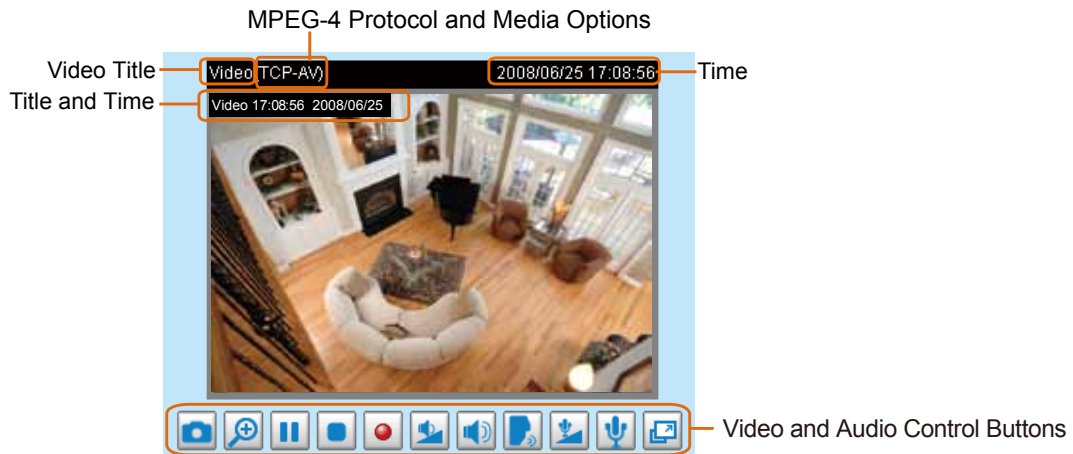 MPEG-4 Protocol and Media Options
Video Title
Video (TCP-AV)
2008/06/25 17:08:56
Time
Title and Time
Video 17:08:56 2008/06/25
Video and Audio Control Buttons